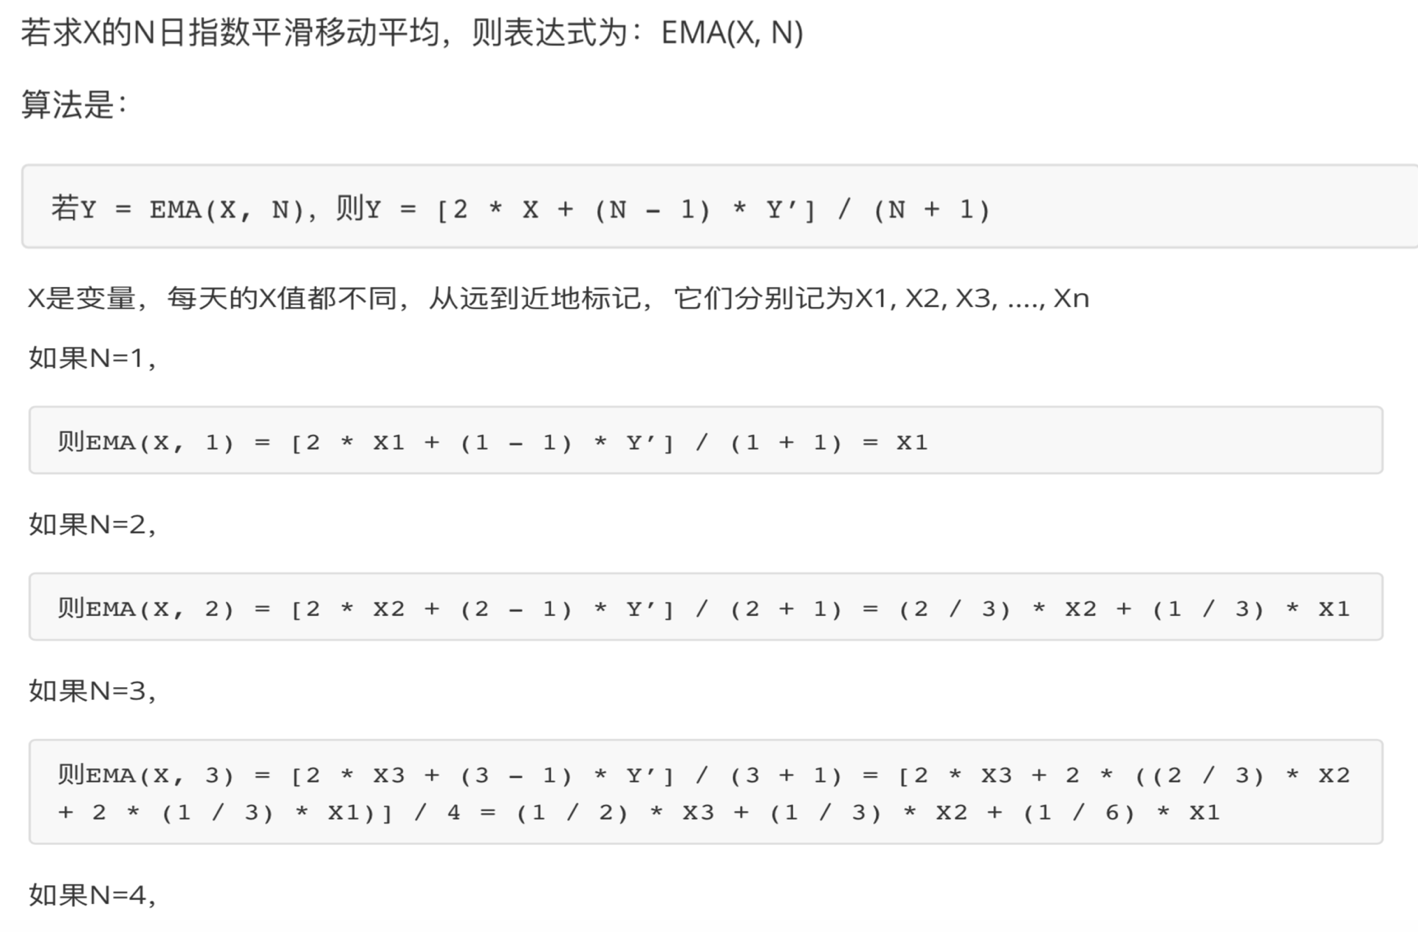 若求X的N日指数平滑移动平均，则表达式为：EMA(X, N)
算法是：
若Y = EMA(X, N)，则Y = [2 * X + (N - 1) * Y′] / (N + 1)
X是变量，每天的X值都不同，从远到近地标记，它们分别记为X1, X2, X3, ...., Xn
如果N=1，
则EMA(X, 1) = [2 * X1 + (1 - 1) * Y′] / (1 + 1) = X1
如果N=2，
则EMA(X, 2) = [2 * X2 + (2 - 1) * Y′] / (2 + 1) = (2 / 3) * X2 + (1 / 3) * X1
如果N=3，
则EMA(X, 3) = [2 * X3 + (3 - 1) * Y′] / (3 + 1) = [2 * X3 + 2 * ((2 / 3) * X2
+ 2 * (1 / 3) * X1)] / 4 = (1 / 2) * X3 + (1 / 3) * X2 + (1 / 6) * X1
如果N=4，